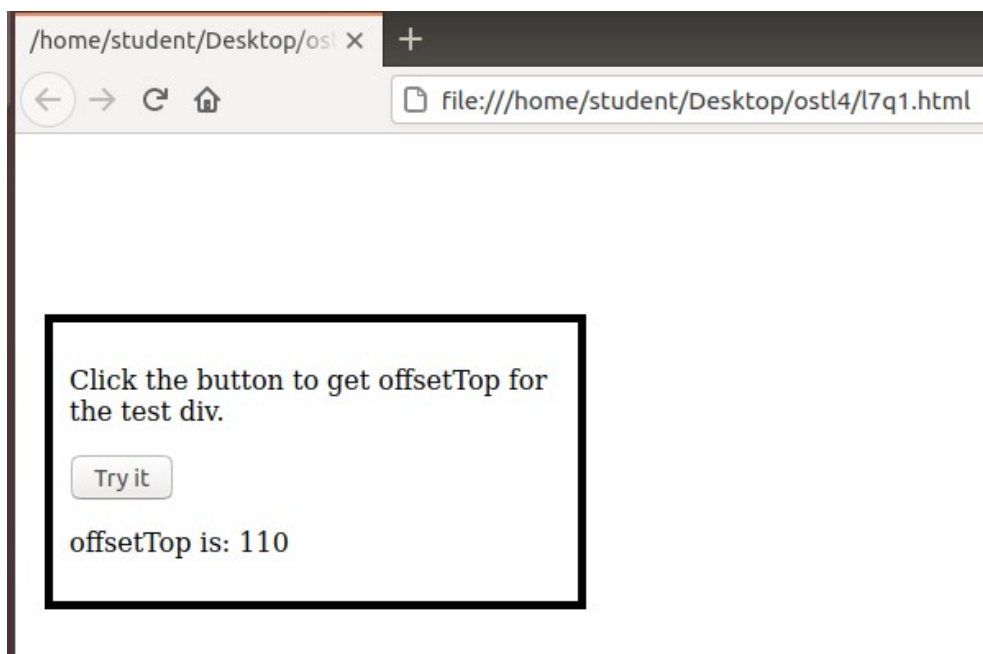 /home/student/Desktop/ost
file:///home/student/Desktop/ostl4/l7q1.html
Click the button to get offsetTop for
the test div.
Try it
offsetTop is: 110